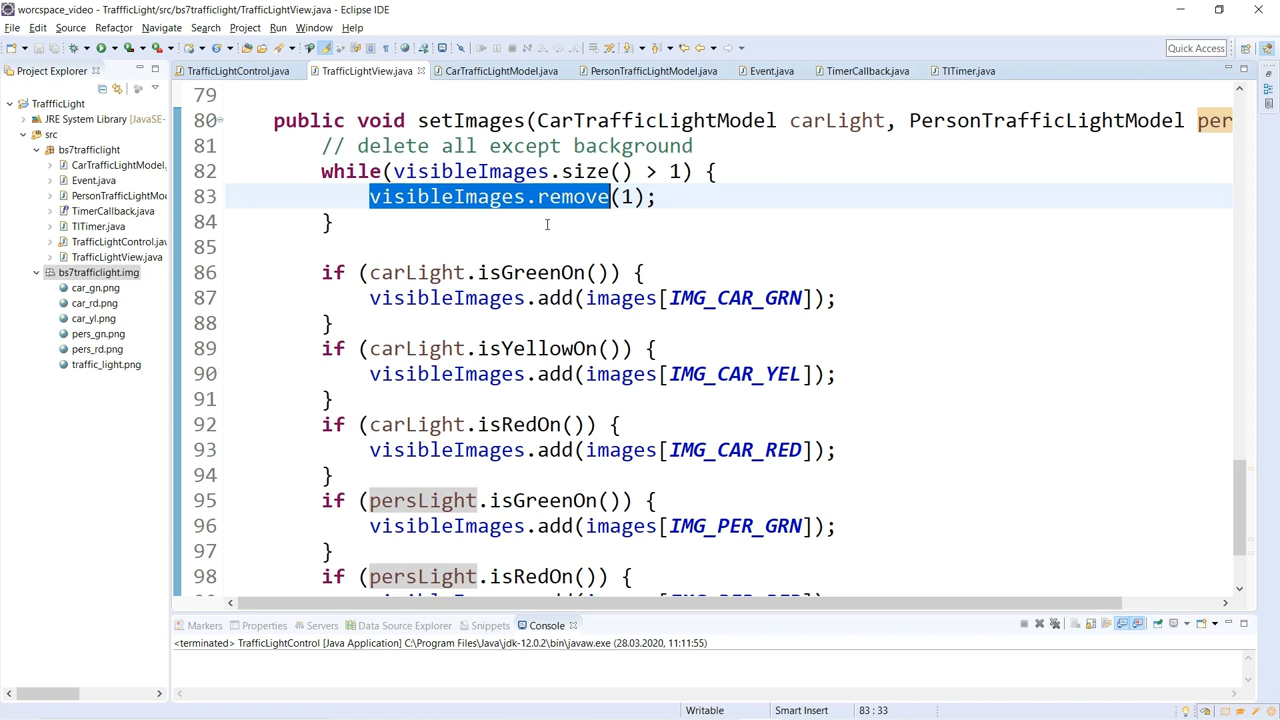 worcspace_video - TraffficLight/src/bs7trafficlight/TrafficLightView.java - Eclipse IDE
File Edit Source Refactor Navigate Search Project Run Window Help
Quick Access
Project Explorer
TrafficLightControl.java TrafficLightView.java CarTrafficLightModel.java PersonTrafficLightModel.java Event.java TimerCallback.java TlTimer.java
TraffficLight
JRE System Library [JavaSE-
src
bs7trafficlight
CarTrafficLightModel.
Event.java
PersonTrafficLightMode
TimerCallback.java
TlTimer.java
TrafficLightControl.jav
TrafficLightView.java
bs7trafficlight.img
car_gn.png
car_rd.png
car_yl.png
pers_gn.png
pers_rd.png
traffic_light.png
79
80 public void setImages(CarTrafficLightModel carLight, PersonTrafficLightModel per
81 // delete all except background
82 while(visibleImages.size() > 1) {
83 visibleImages.remove(1);
84 }
85
86 if (carLight.isGreenOn()) {
87 visibleImages.add(images[IMG_CAR_GRN]);
88 }
89 if (carLight.isYellowOn()) {
90 visibleImages.add(images[IMG_CAR_YEL]);
91 }
92 if (carLight.isRedOn()) {
93 visibleImages.add(images[IMG_CAR_RED]);
94 }
95 if (persLight.isGreenOn()) {
96 visibleImages.add(images[IMG_PER_GRN]);
97 }
98 if (persLight.isRedOn()) {
Markers Properties Servers Data Source Explorer Snippets Console
<terminated> TrafficLightControl [Java Application] C:\Program Files\Java\jdk-12.0.2\bin\javaw.exe (28.03.2020, 11:11:55)
Writable Smart Insert 83 : 33